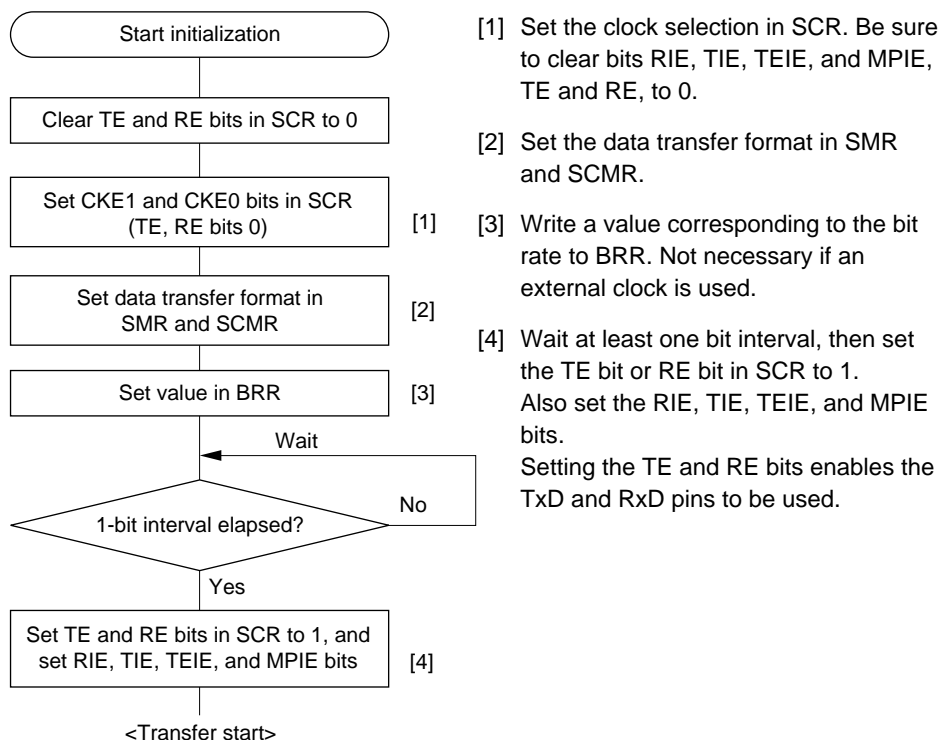 Start initialization
Clear TE and RE bits in SCR to 0
Set CKE1 and CKE0 bits in SCR
(TE, RE bits 0)
[1]
Set data transfer format in
SMR and SCMR
[2]
Set value in BRR
[3]
Wait
No
1-bit interval elapsed?
Yes
Set TE and RE bits in SCR to 1, and
set RIE, TIE, TEIE, and MPIE bits
[4]
<Transfer start>
[1] Set the clock selection in SCR. Be sure
to clear bits RIE, TIE, TEIE, and MPIE,
TE and RE, to 0.
[2] Set the data transfer format in SMR
and SCMR.
[3] Write a value corresponding to the bit
rate to BRR. Not necessary if an
external clock is used.
[4] Wait at least one bit interval, then set
the TE bit or RE bit in SCR to 1.
Also set the RIE, TIE, TEIE, and MPIE
bits.
Setting the TE and RE bits enables the
TxD and RxD pins to be used.